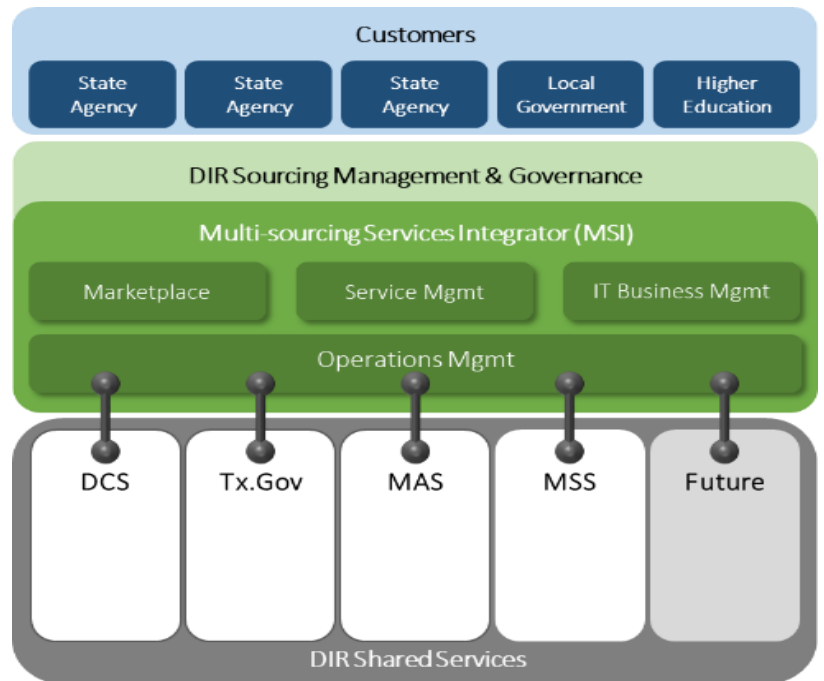 Customers
State
Agency
State
Agency
State
Agency
Local
Government
Higher
Education
DIR Sourcing Management & Governance
Multi-sourcing Services Integrator (MSI)
Marketplace
Service Mgmt
IT Business Mgmt
Operations Mgmt
DCS
Tx.Gov
MAS
MSS
Future
DIR Shared Services